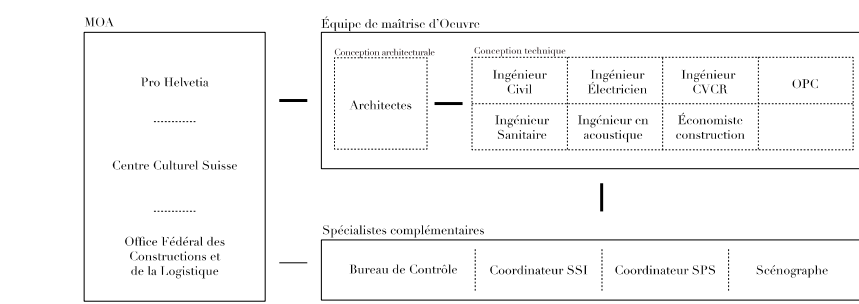 MOA
Pro Helvetia
Centre Culturel Suisse
Office Fédéral des
Constructions et
de la Logistique
Équipe de maîtrise d'Oeuvre
Conception architecturale
Architectes
Conception technique
Ingénieur
Civil
Ingénieur
Électricien
Ingénieur
CVCR
OPC
Ingénieur
Sanitaire
Ingénieur en
acoustique
Économiste
construction
Spécialistes complémentaires
Bureau de Contrôle
Coordinateur SSI
Coordinateur SPS
Scénographe